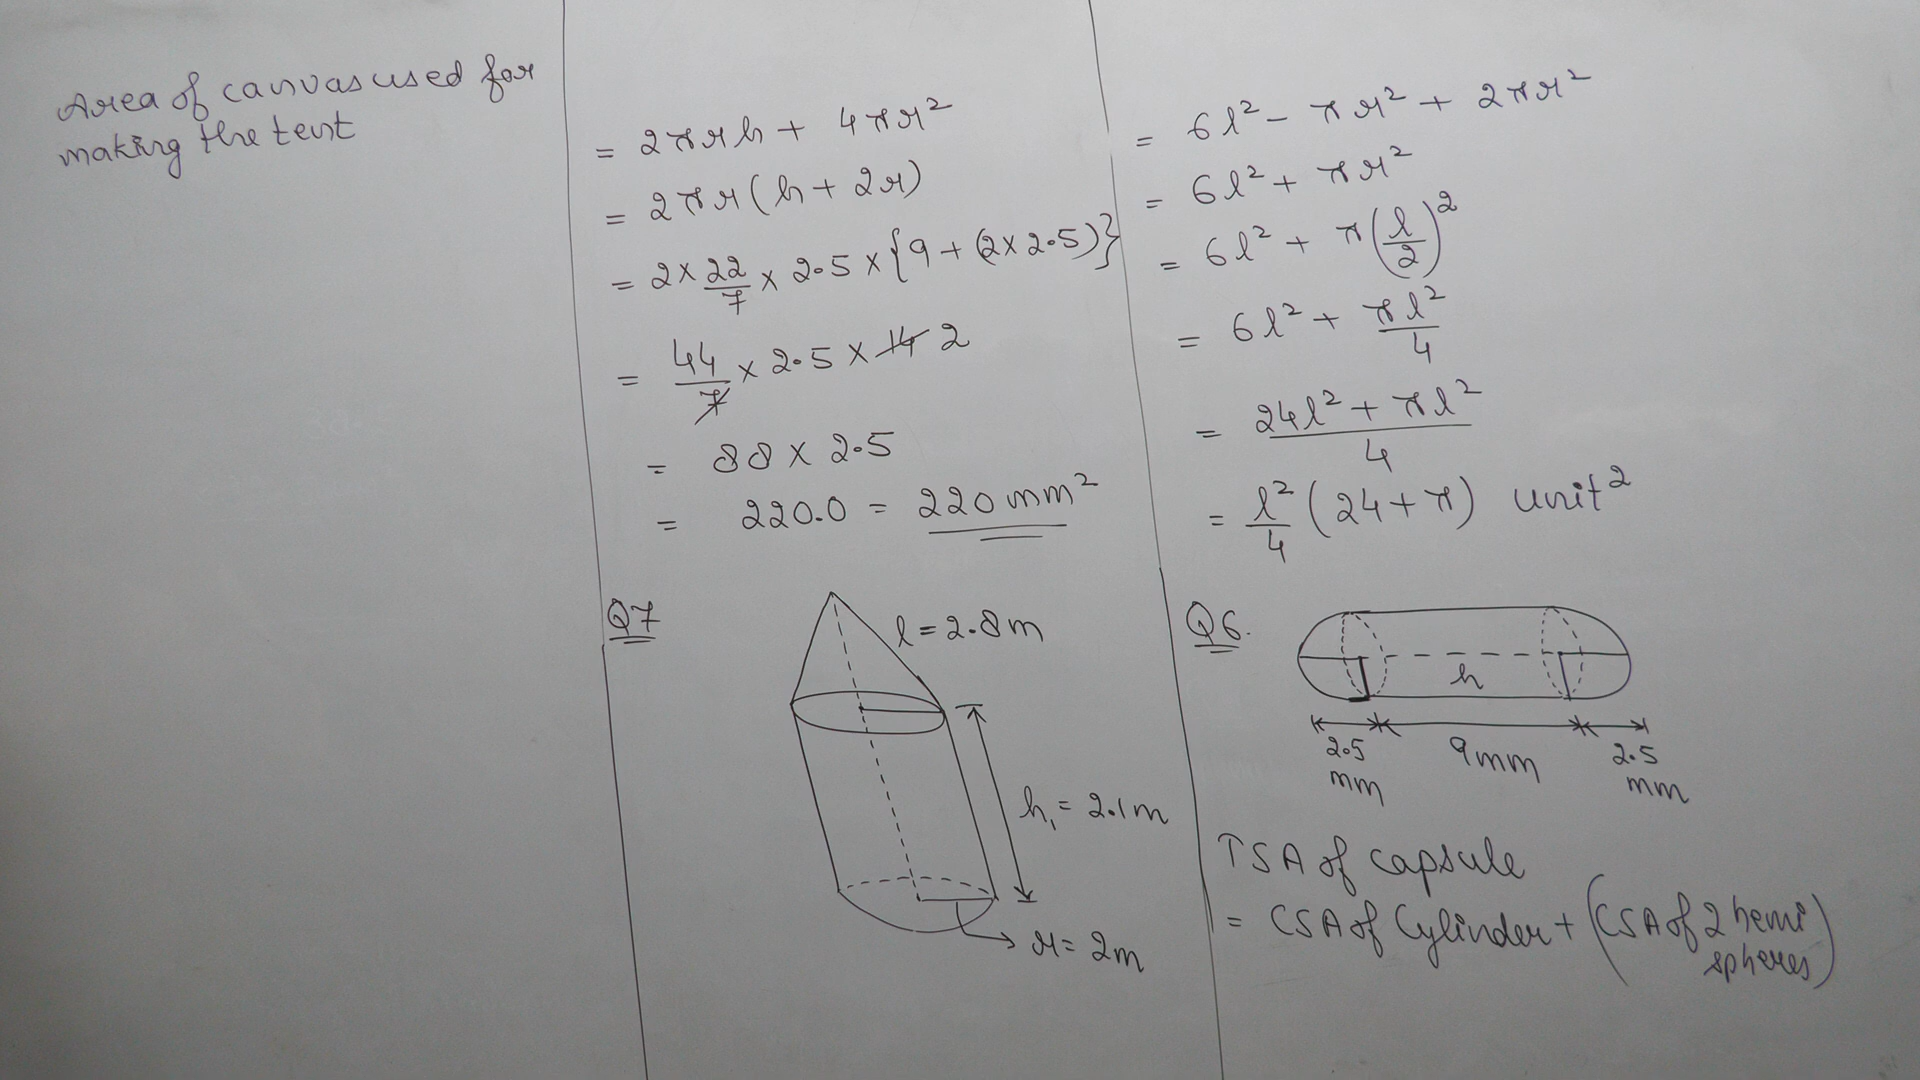 Area of canvas used for
making the tent
= 2πrh + 4πr²
= 2πr(h + 2r)
= 2 × 22/7 × 2.5 × {9 + (2 × 2.5)}
= 44/7 × 2.5 × 14 2
= 88 × 2.5
= 220.0 = 220 mm²
Q7
l = 2.8m
h₁ = 2.1m
r = 2m
= 6l² - πr² + 2πr²
= 6l² + πr²
= 6l² + π(l/2)²
= 6l² + πl²/4
= 24l² + πl²/4
= l²/4 (24 + π) unit²
Q6.
h
2.5 mm 9mm 2.5 mm
TSA of capsule
= CSA of Cylinder + (CSA of 2 hemi
spheres)